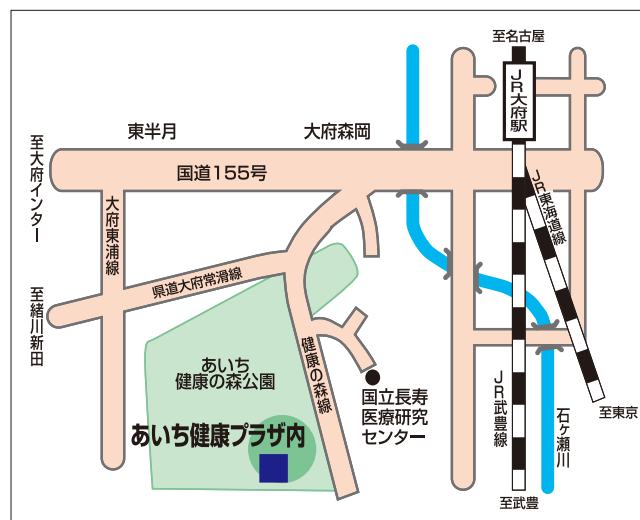 至名古屋
JR大府駅
東半月
大府森岡
至大府インター
国道155号
JR東海道線
大府東浦線
県道大府常滑線
至緒川新田
健康の森線
あいち
健康の森公園
国立長寿
医療研究
センター
あいち健康プラザ内
JR武豊線
石ヶ瀬川
至東京
至武豊